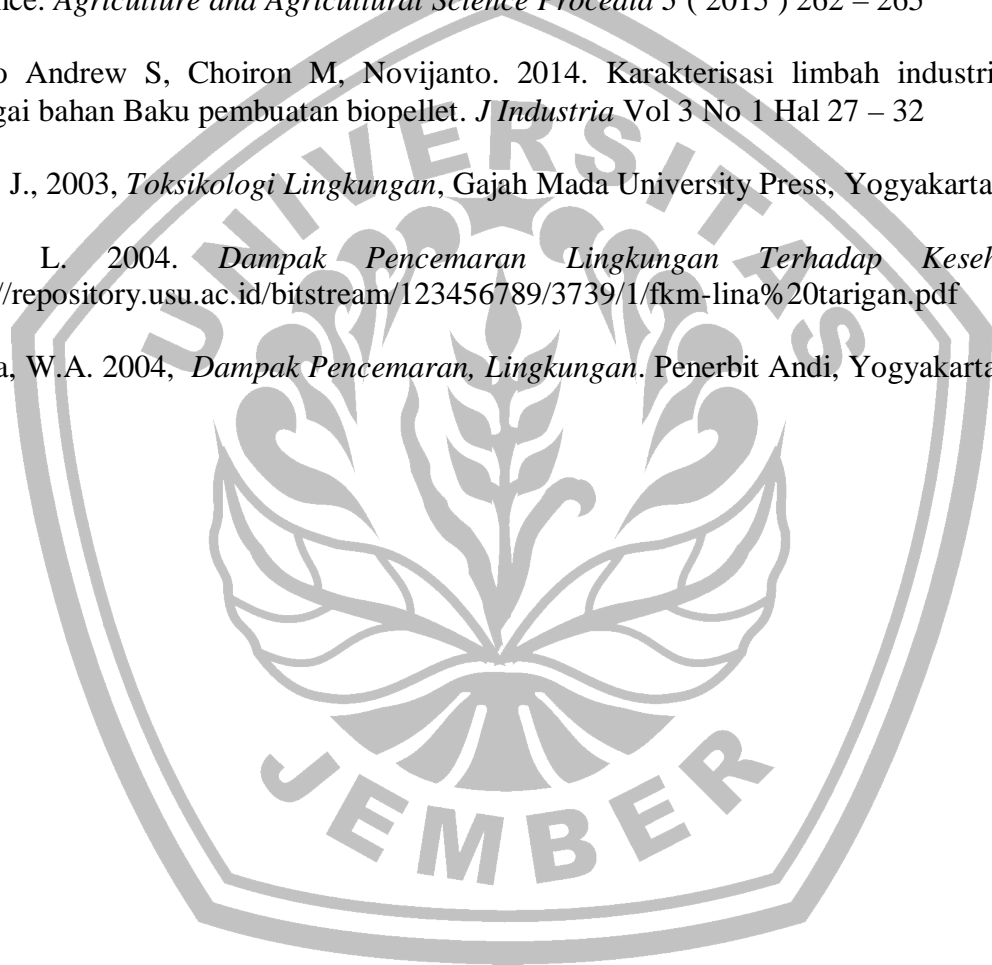 Agriculture and Agricultural Science Procedia 3 ( 2015 ) 262 – 265
Andrew S, Choiron M, Novijanto. 2014. Karakterisasi limbah industri
bahan Baku pembuatan biopellet. J Industria Vol 3 No 1 Hal 27 – 32
J., 2003, Toksikologi Lingkungan, Gajah Mada University Press, Yogyakarta
L. 2004. Dampak Pencemaran Lingkungan Terhadap Keseh
//repository.usu.ac.id/bitstream/123456789/3739/1/fkm-lina%20tarigan.pdf
a, W.A. 2004, Dampak Pencemaran, Lingkungan. Penerbit Andi, Yogyakarta
UNIVERSITAS
JEMBER